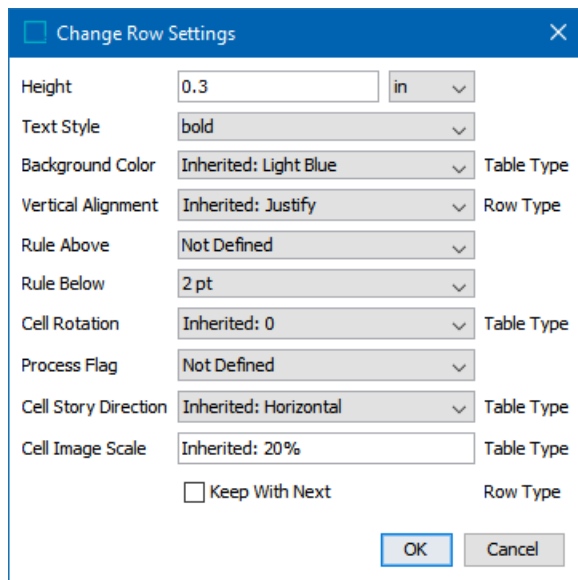 Change Row Settings
Height 0.3 in
Text Style bold
Background Color Inherited: Light Blue Table Type
Vertical Alignment Inherited: Justify Row Type
Rule Above Not Defined
Rule Below 2 pt
Cell Rotation Inherited: 0 Table Type
Process Flag Not Defined
Cell Story Direction Inherited: Horizontal Table Type
Cell Image Scale Inherited: 20% Table Type
Keep With Next Row Type
OK Cancel